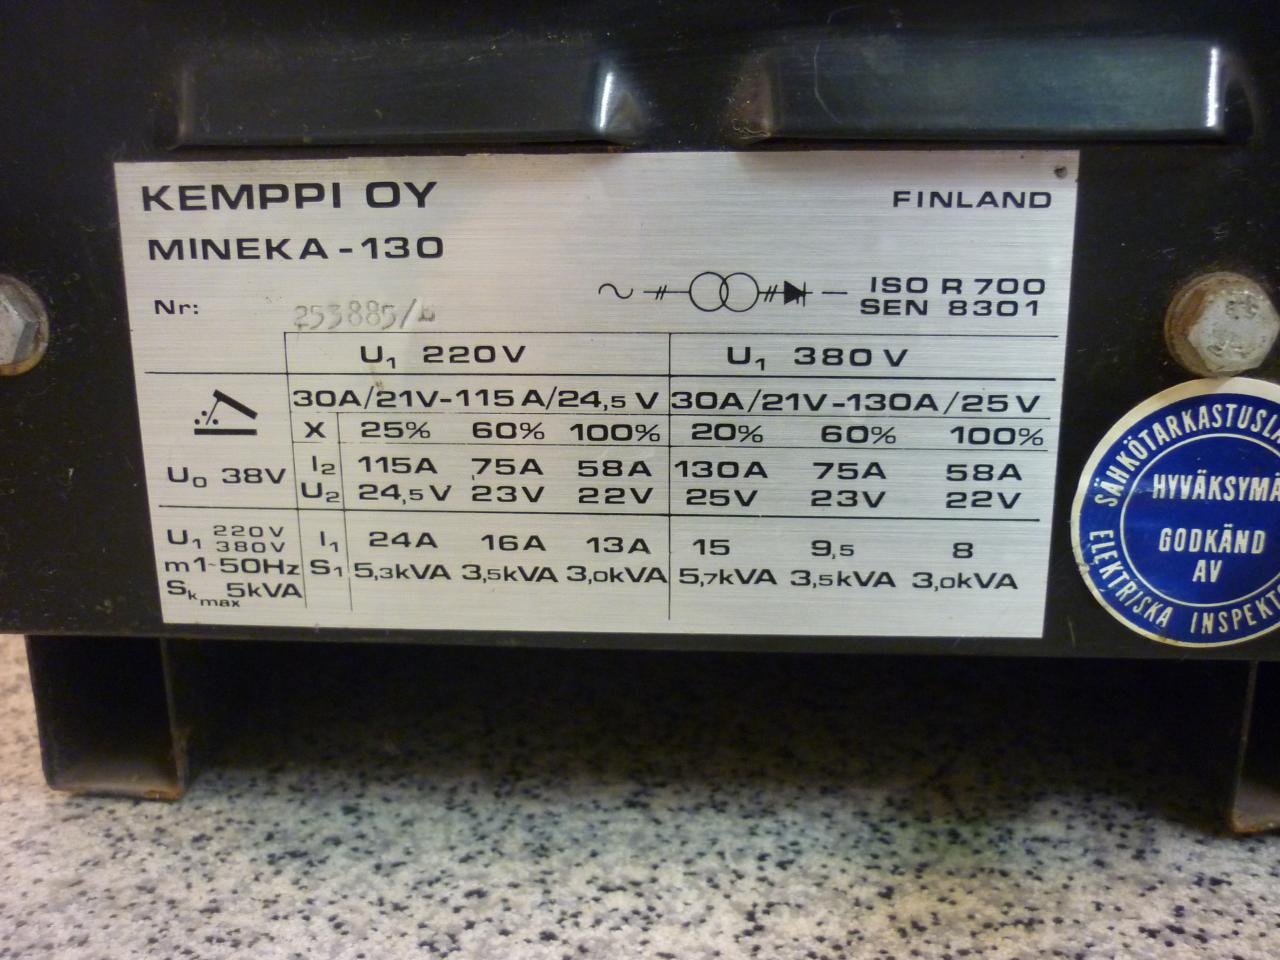 KEMPPI OY
FINLAND
MINEKA-130
ISO R 700
Nr: 253885/
SEN 8301
U1 220V U1 380V
30A/21V-115A/24,5V 30A/21V-130A/25V
X 25% 60% 100% 20% 60% 100%
U0 38V I2 115A 75A 58A 130A 75A 58A
U2 24,5V 23V 22V 25V 23V 22V
U1 220V 380V I1 24A 16A 13A 15 9,5 8
m1~50Hz S1 5,3kVA 3,5kVA 3,0kVA 5,7kVA 3,5kVA 3,0kVA
Skmax 5kVA
HYVÄKSYMÄ
GODKÄND
AV
ELEKTRISKA